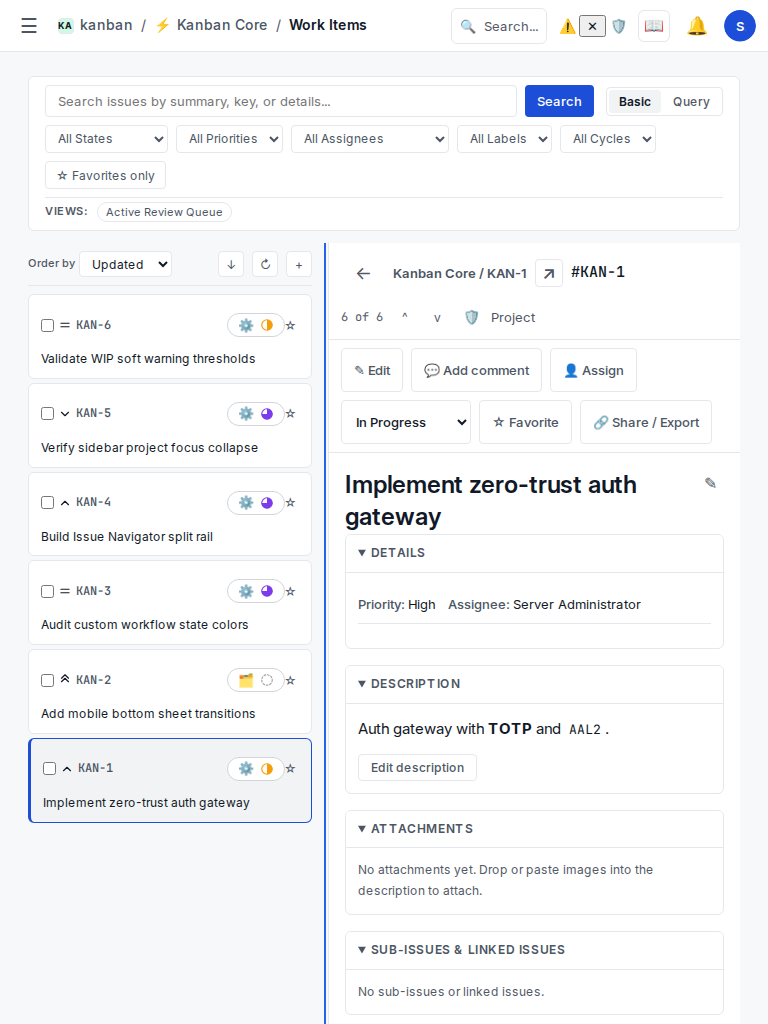 ☰ KA kanban / ⚡ Kanban Core / Work Items 🔍 Search... ⚠️ ✕ 🛡️ 📖 🔔 S
Search issues by summary, key, or details... Search Basic Query
All States All Priorities All Assignees All Labels All Cycles
☆ Favorites only
VIEWS: Active Review Queue
Order by Updated ↓ ↻ +
KAN-6
Validate WIP soft warning thresholds
KAN-5
Verify sidebar project focus collapse
KAN-4
Build Issue Navigator split rail
KAN-3
Audit custom workflow state colors
KAN-2
Add mobile bottom sheet transitions
KAN-1
Implement zero-trust auth gateway
← Kanban Core / KAN-1 ↗ #KAN-1
6 of 6 ^ v 🛡️ Project
✎ Edit 💬 Add comment 👤 Assign
In Progress ☆ Favorite 🔗 Share / Export
Implement zero-trust auth ✎
gateway
▼ DETAILS
Priority: High Assignee: Server Administrator
▼ DESCRIPTION
Auth gateway with TOTP and AAL2 .
Edit description
▼ ATTACHMENTS
No attachments yet. Drop or paste images into the
description to attach.
▼ SUB-ISSUES & LINKED ISSUES
No sub-issues or linked issues.